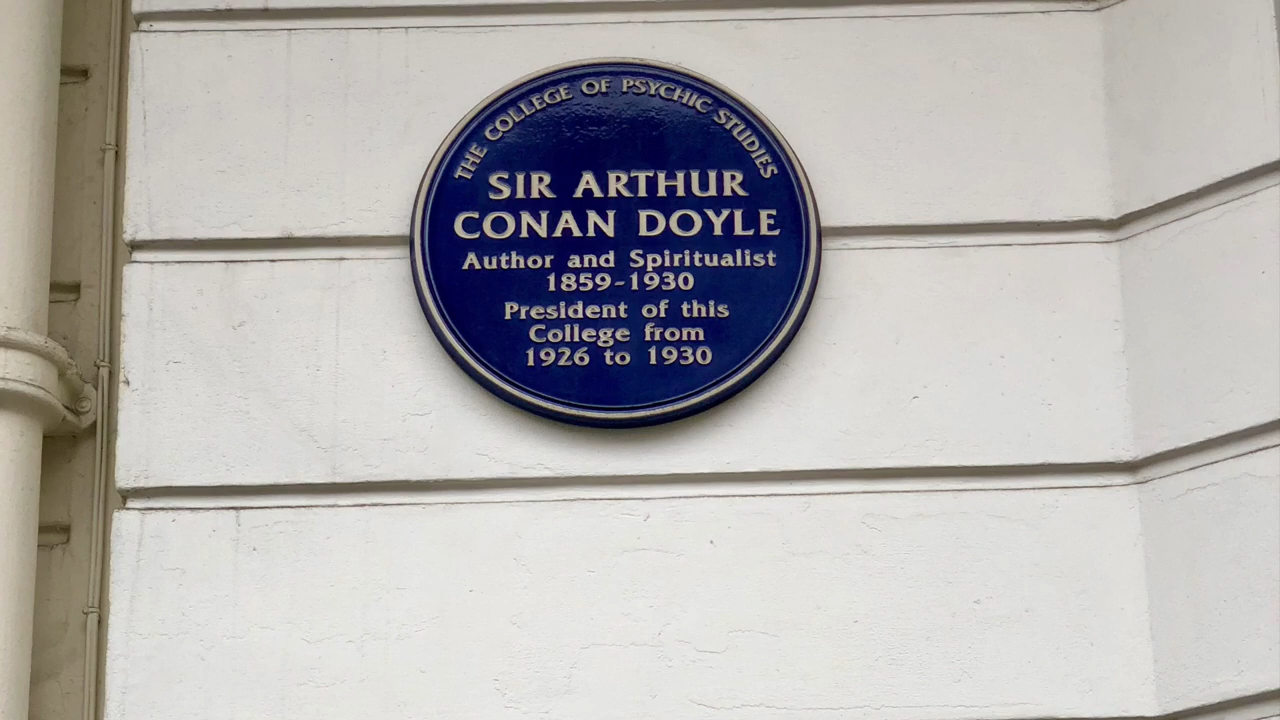 THE COLLEGE OF PSYCHIC STUDIES
SIR ARTHUR
CONAN DOYLE
Author and Spiritualist
1859-1930
President of this
College from
1926 to 1930